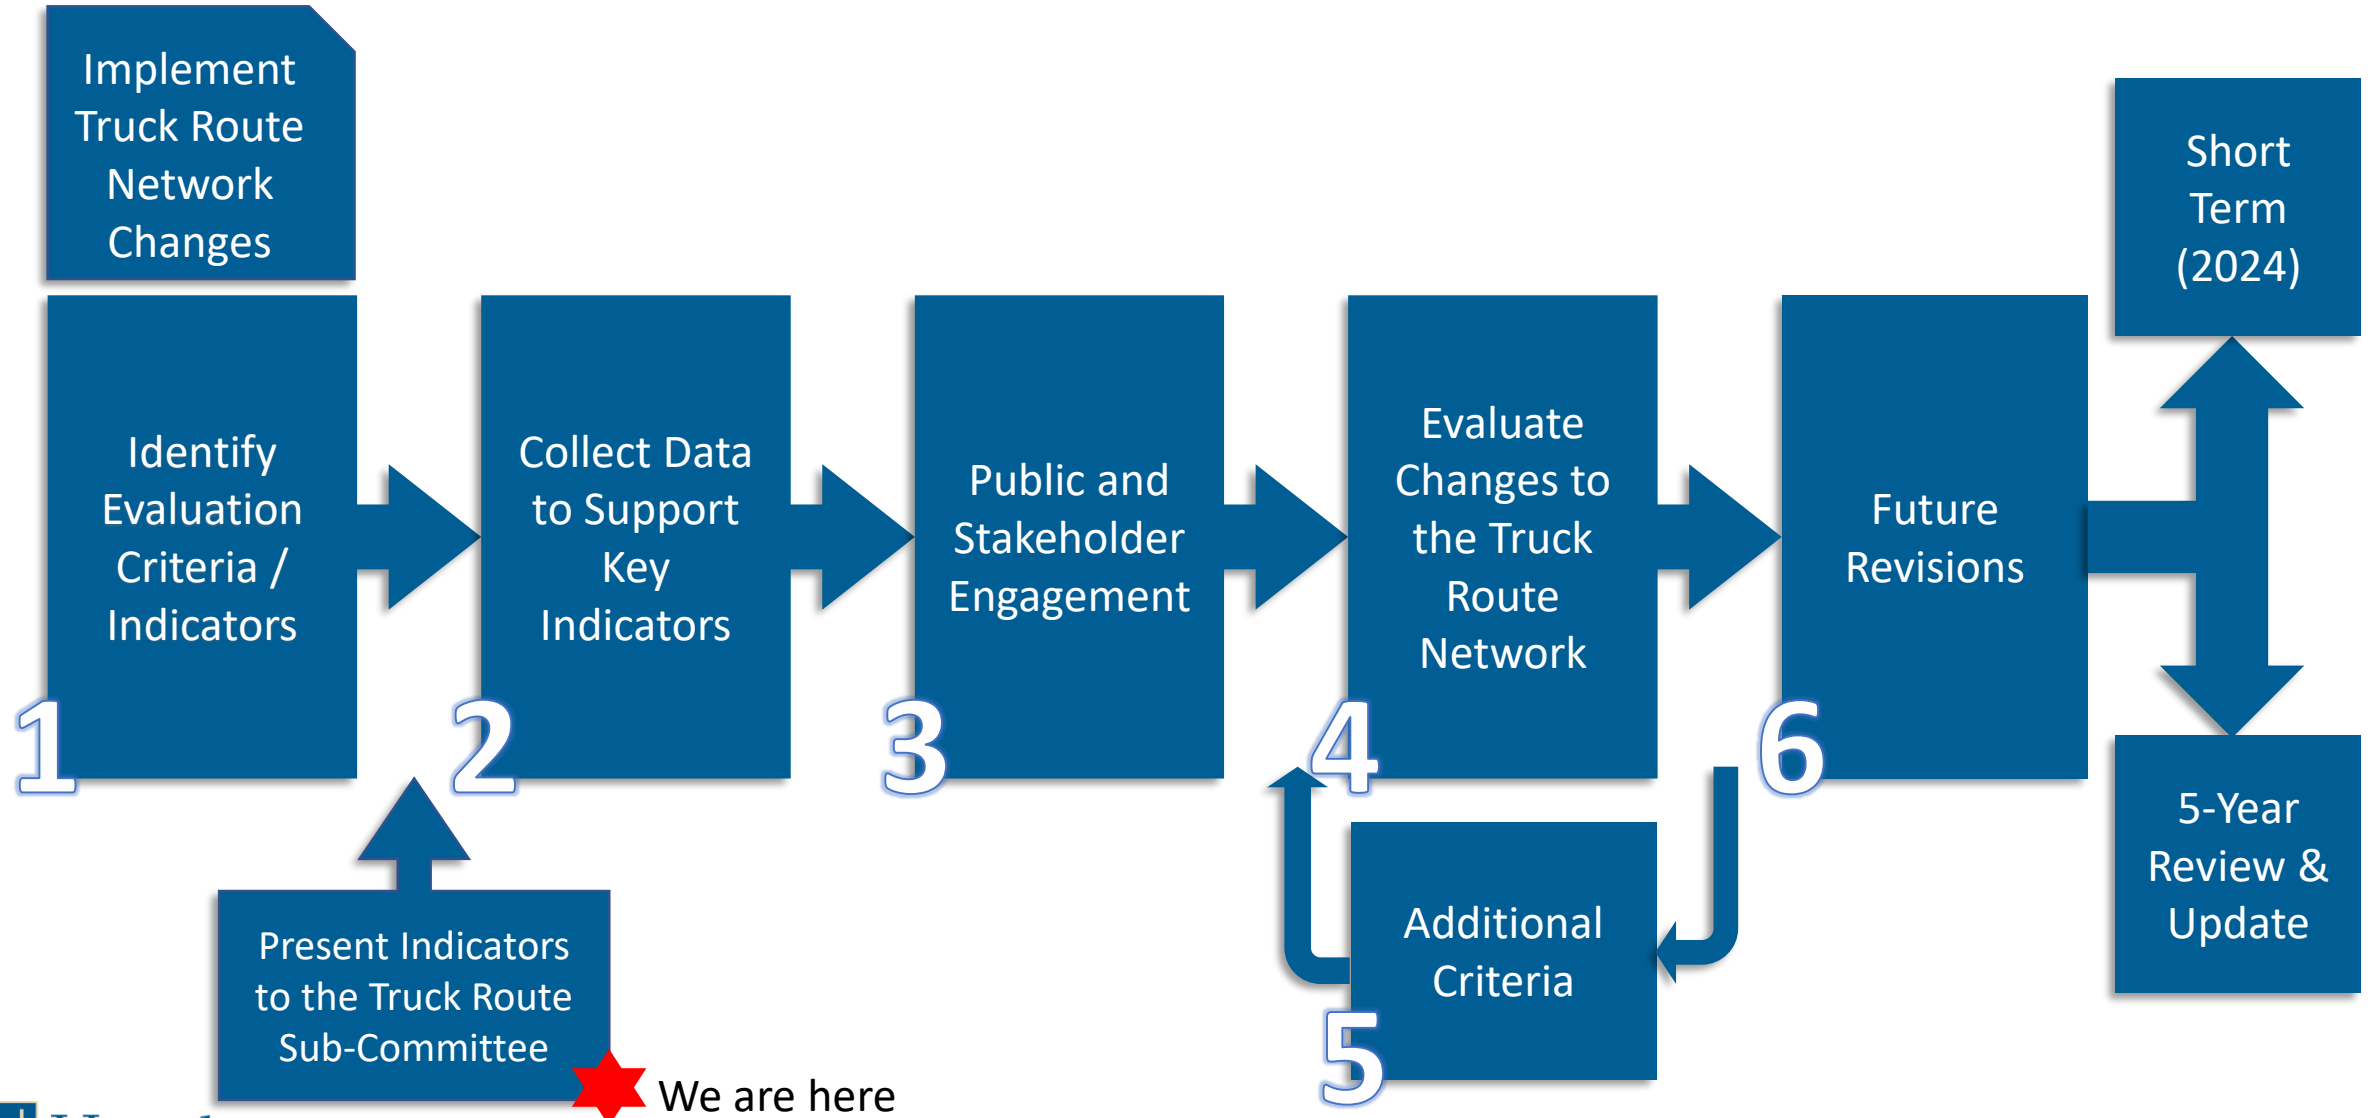 Implement
Truck Route
Network
Changes
Identify
Evaluation
Criteria /
Indicators
1
Collect Data
to Support
Key
Indicators
2
Public and
Stakeholder
Engagement
3
Evaluate
Changes to
the Truck
Route
Network
4
Future
Revisions
6
Short
Term
(2024)
5-Year
Review &
Update
Present Indicators
to the Truck Route
Sub-Committee
We are here
Additional
Criteria
5